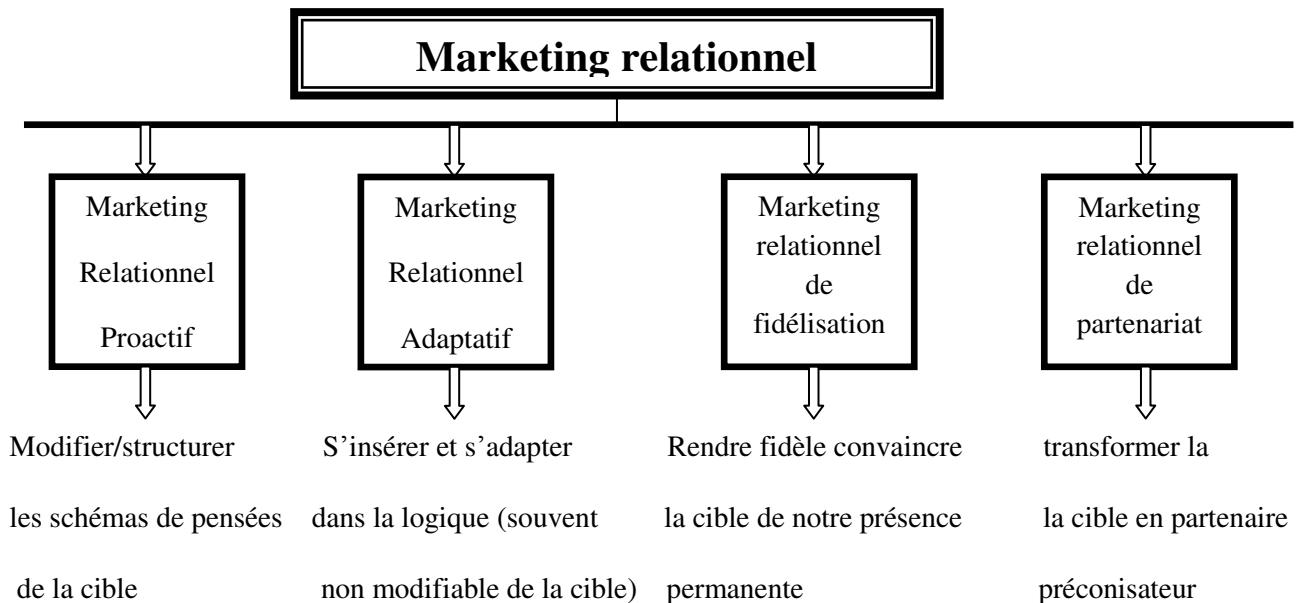 Marketing relationnel
Marketing
Relationnel
Proactif
Marketing
Relationnel
Adaptatif
Marketing
relationnel
de
fidélisation
Marketing
relationnel
de
partenariat
Modifier/structurer
les schémas de pensées
de la cible
S’insérer et s’adapter
dans la logique (souvent
non modifiable de la cible)
Rendre fidèle convaincre
la cible de notre présence
permanente
transformer la
la cible en partenaire
préconisateur